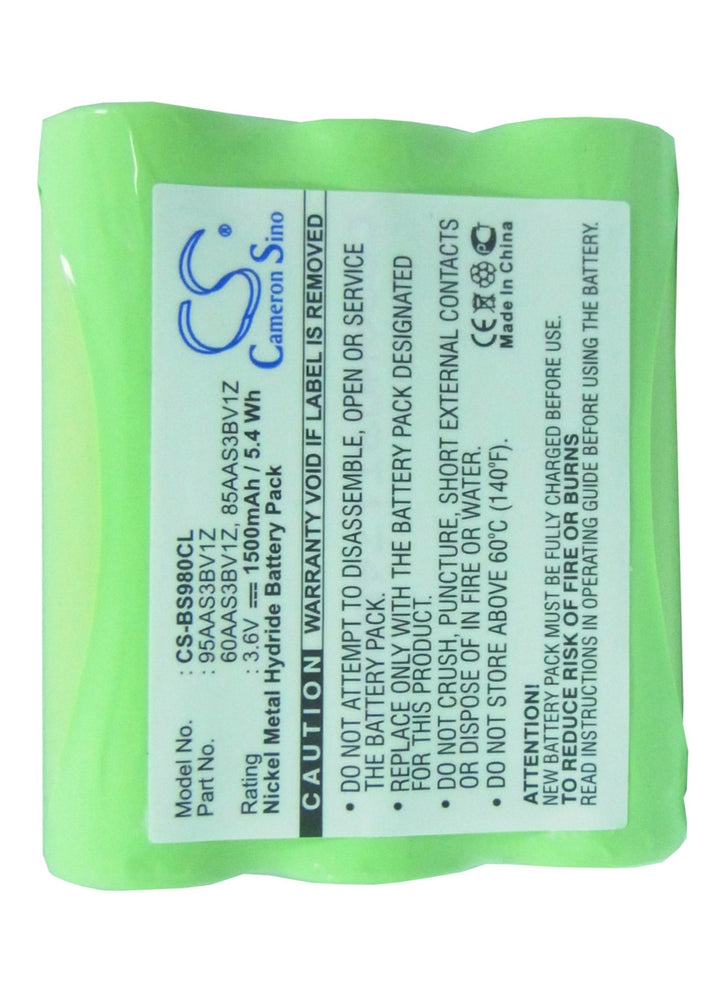 CS®
Cameron Sino
Model No. : CS-BS980CL
Part No. : 95AAS3BV1Z
60AAS3BV1Z, 85AAS3BV1Z
Rating : 3.6V 1500mAh / 5.4 Wh
Nickel Metal Hydride Battery Pack
CAUTION WARRANTY VOID IF LABEL IS REMOVED
• DO NOT ATTEMPT TO DISASSEMBLE, OPEN OR SERVICE
THE BATTERY PACK.
• REPLACE ONLY WITH THE BATTERY PACK DESIGNATED
FOR THIS PRODUCT.
• DO NOT CRUSH, PUNCTURE, SHORT EXTERNAL CONTACTS
OR DISPOSE OF IN FIRE OR WATER.
• DO NOT STORE ABOVE 60°C (140°F).
CE
Made In China
ATTENTION!
NEW BATTERY PACK MUST BE FULLY CHARGED BEFORE USE.
TO REDUCE RISK OF FIRE OR BURNS
READ INSTRUCTIONS IN OPERATING GUIDE BEFORE USING THE BATTERY.